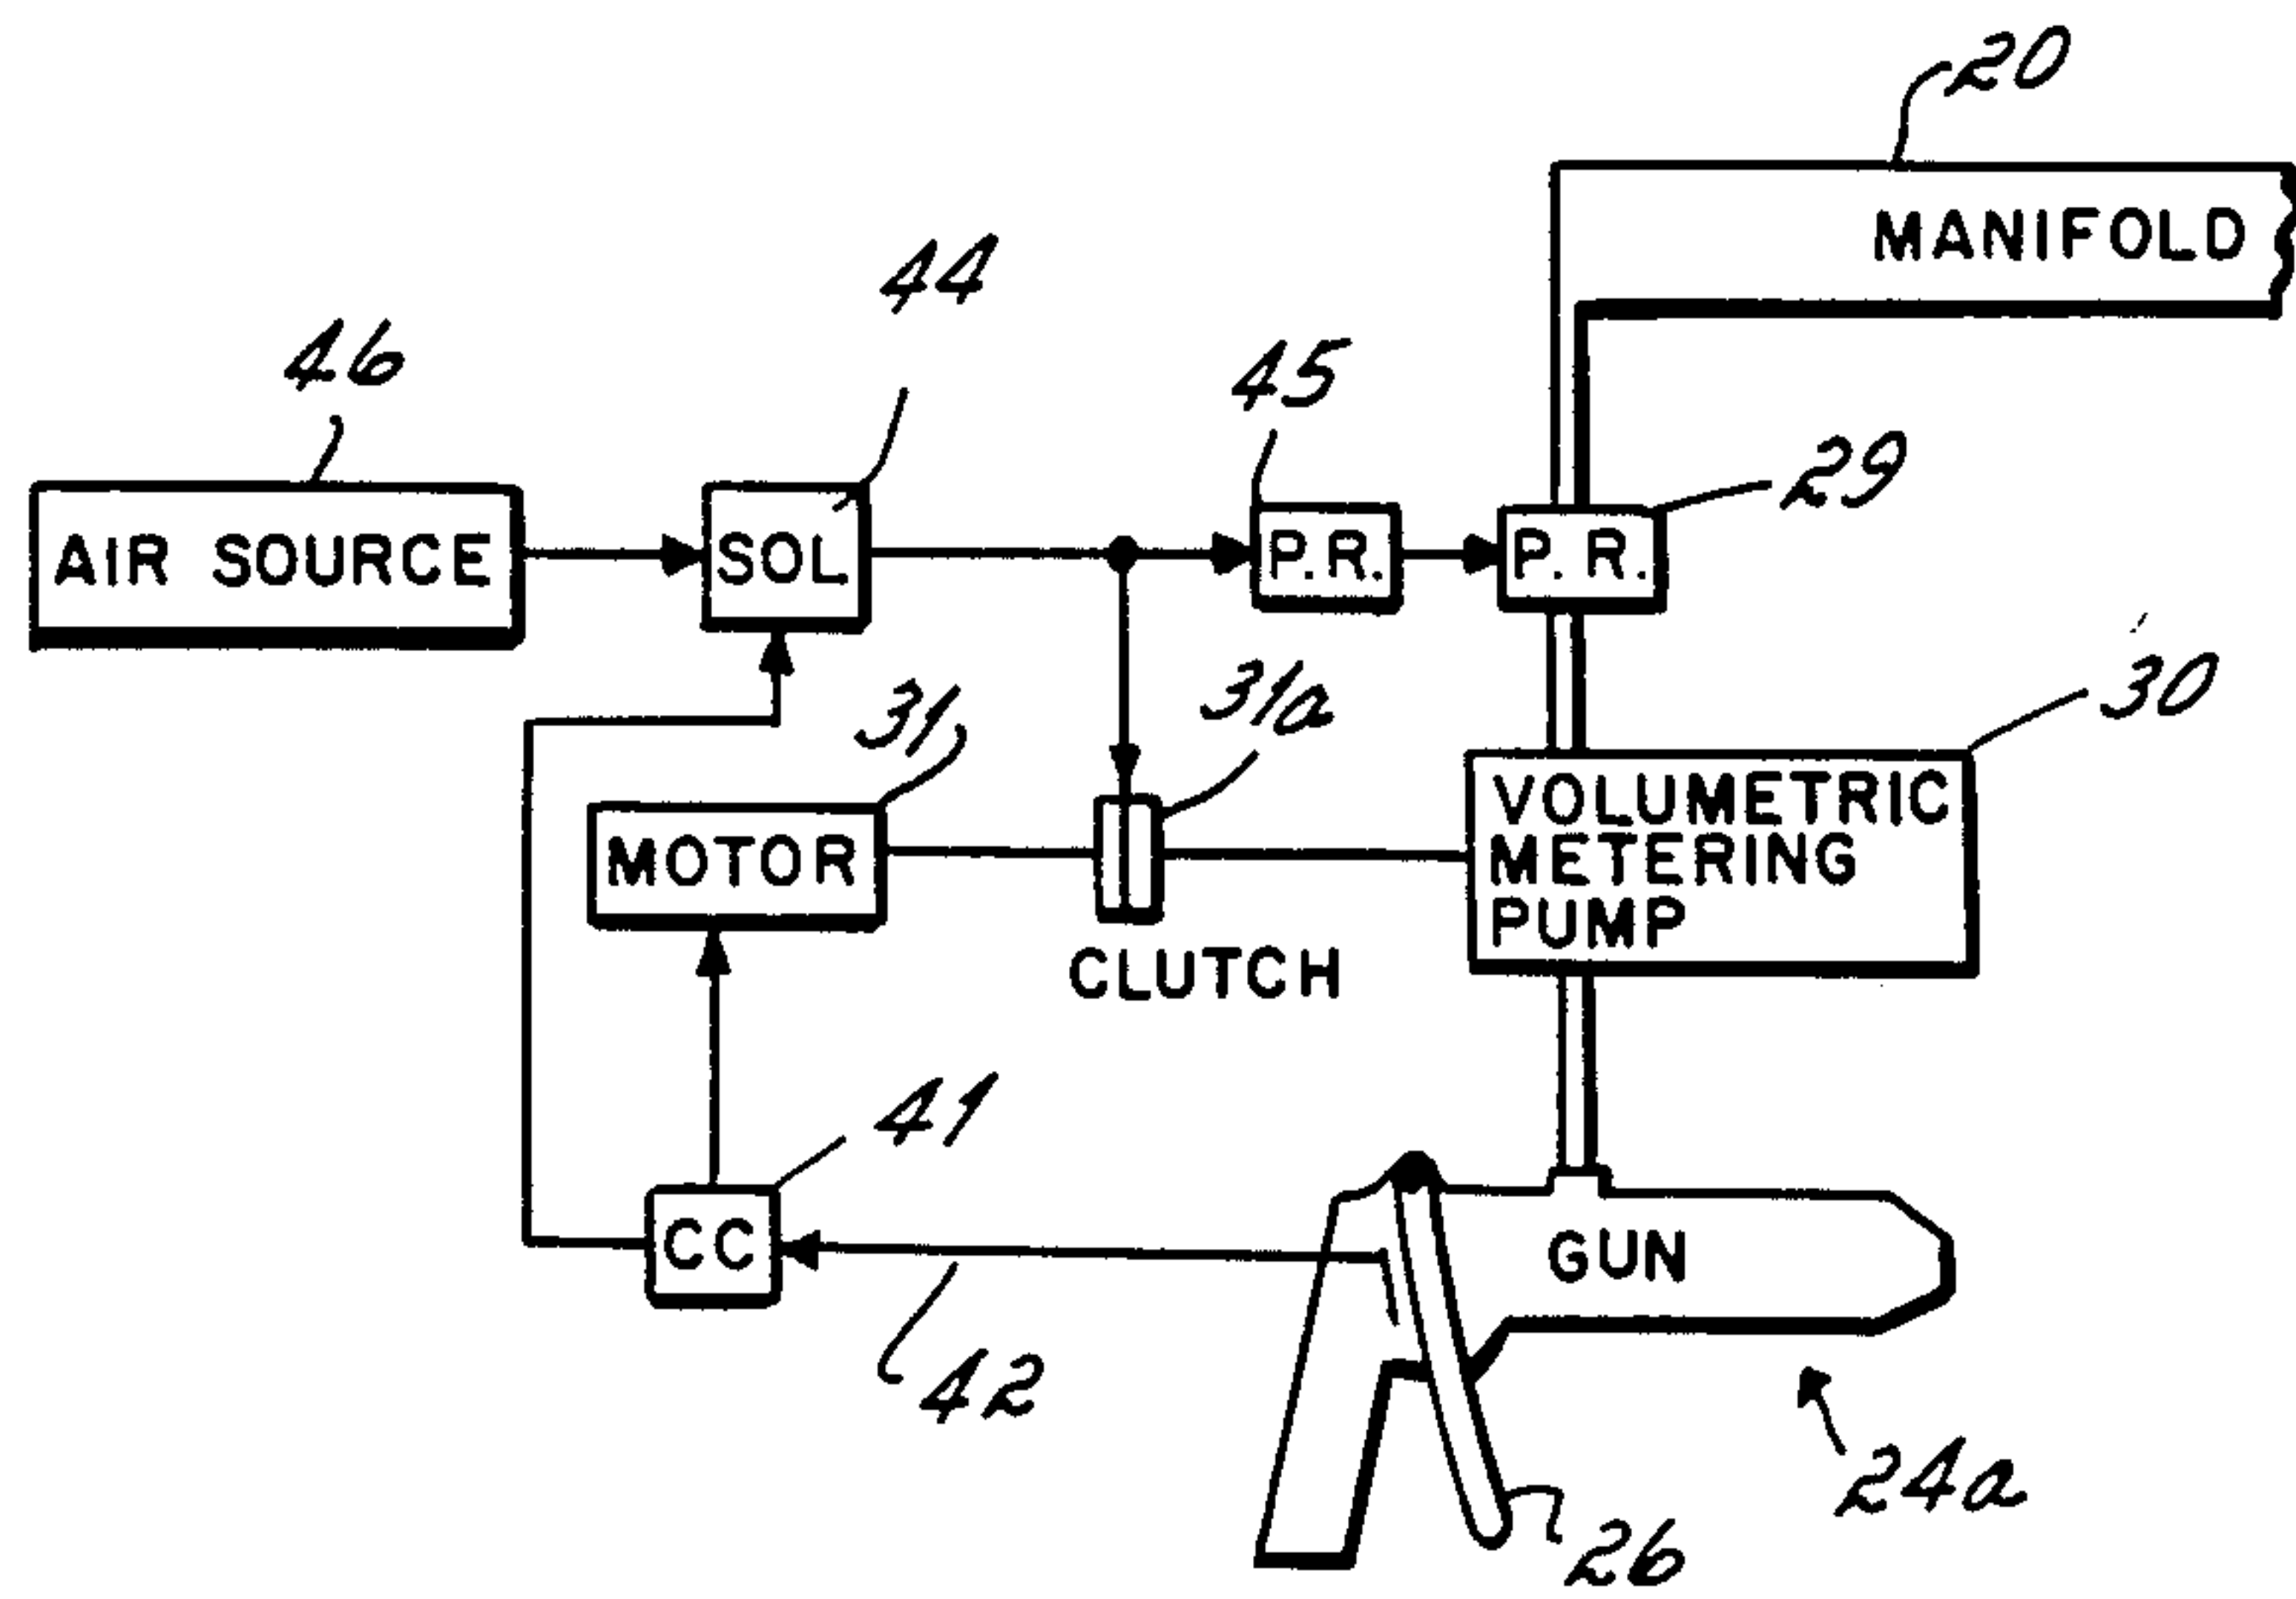 20
MANIFOLD
44
46
45
29
AIR SOURCE
SOL
P.R.
P.R.
31
31a
30
MOTOR
VOLUMETRIC
METERING
PUMP
CLUTCH
41
CC
GUN
42
24a
26